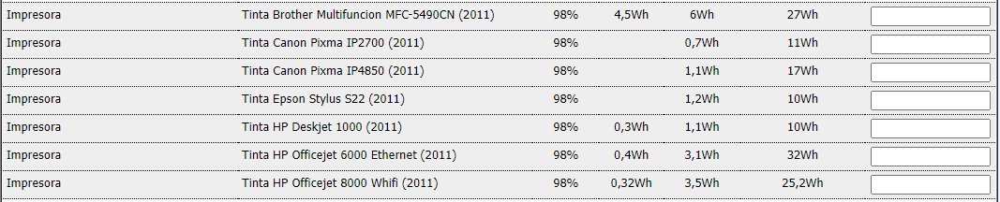 Impresora Tinta Brother Multifuncion MFC-5490CN (2011) 98% 4,5Wh 6Wh 27Wh
Impresora Tinta Canon Pixma IP2700 (2011) 98% 0,7Wh 11Wh
Impresora Tinta Canon Pixma IP4850 (2011) 98% 1,1Wh 17Wh
Impresora Tinta Epson Stylus S22 (2011) 98% 1,2Wh 10Wh
Impresora Tinta HP Deskjet 1000 (2011) 98% 0,3Wh 1,1Wh 10Wh
Impresora Tinta HP Officejet 6000 Ethernet (2011) 98% 0,4Wh 3,1Wh 32Wh
Impresora Tinta HP Officejet 8000 Whifi (2011) 98% 0,32Wh 3,5Wh 25,2Wh